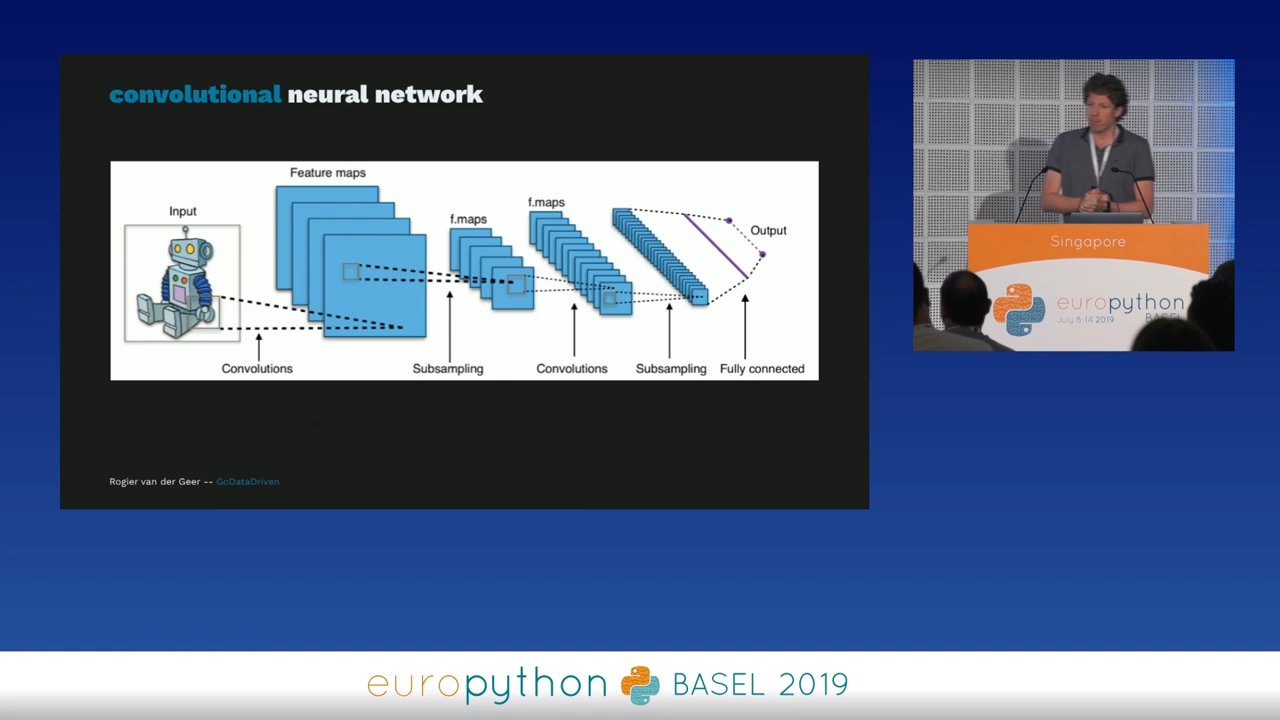 convolutional neural network
Feature maps
Input
f.maps
f.maps
Output
Convolutions
Subsampling
Convolutions
Subsampling
Fully connected
Rogier van der Geer -- GoDataDriven
Singapore
europython
July 8-14 2019
BASEL
europython BASEL 2019